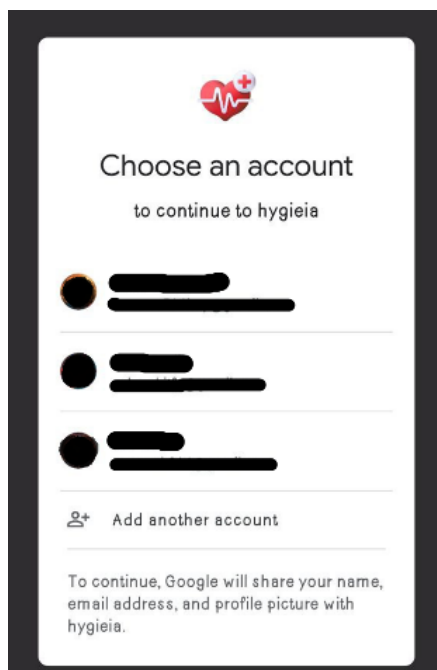 Choose an account
to continue to hygieia
Add another account
To continue, Google will share your name,
email address, and profile picture with
hygieia.